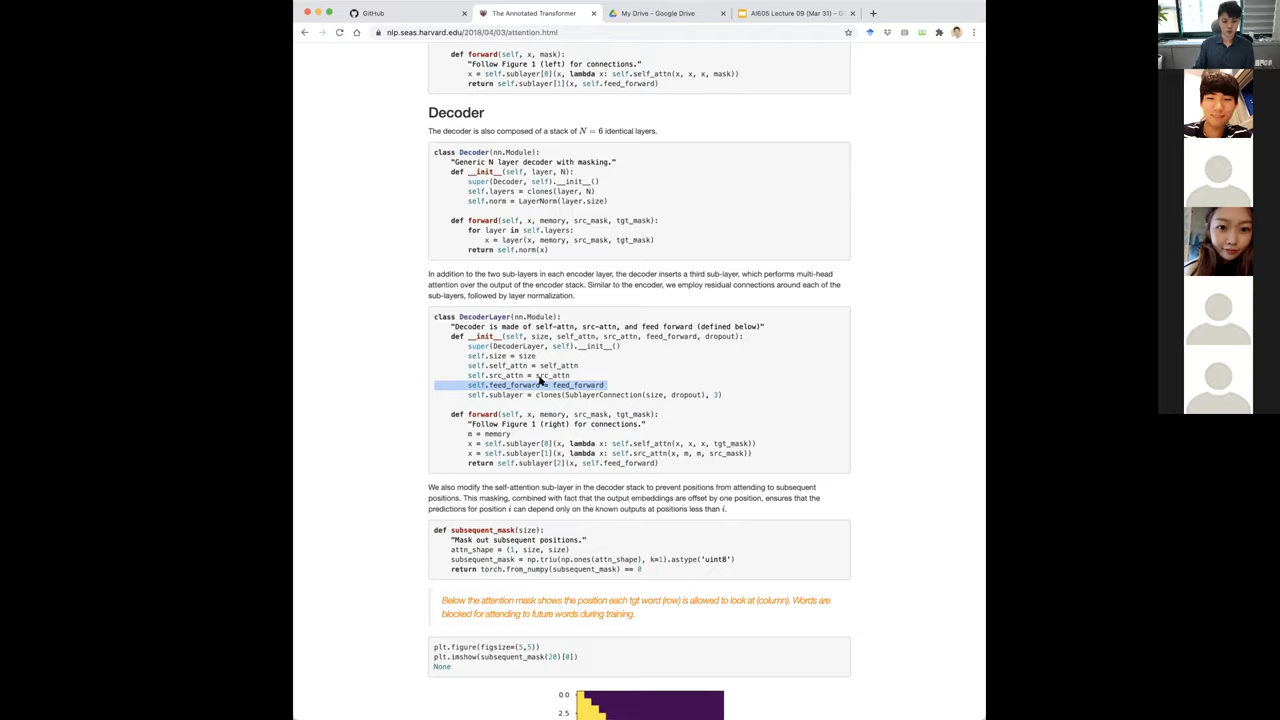 GitHub
The Annotated Transformer
My Drive - Google Drive
AI605 Lecture 09 (Mar 31) - G
nlp.seas.harvard.edu/2018/04/03/attention.html
def forward(self, x, mask):
"Follow Figure 1 (left) for connections."
x = self.sublayer[0](x, lambda x: self.self_attn(x, x, x, mask))
return self.sublayer[1](x, self.feed_forward)
Decoder
The decoder is also composed of a stack of N = 6 identical layers.
class Decoder(nn.Module):
"Generic N layer decoder with masking."
def __init__(self, layer, N):
super(Decoder, self).__init__()
self.layers = clones(layer, N)
self.norm = LayerNorm(layer.size)
def forward(self, x, memory, src_mask, tgt_mask):
for layer in self.layers:
x = layer(x, memory, src_mask, tgt_mask)
return self.norm(x)
In addition to the two sub-layers in each encoder layer, the decoder inserts a third sub-layer, which performs multi-head
attention over the output of the encoder stack. Similar to the encoder, we employ residual connections around each of the
sub-layers, followed by layer normalization.
class DecoderLayer(nn.Module):
"Decoder is made of self-attn, src-attn, and feed forward (defined below)"
def __init__(self, size, self_attn, src_attn, feed_forward, dropout):
super(DecoderLayer, self).__init__()
self.size = size
self.self_attn = self_attn
self.src_attn = src_attn
self.feed_forward = feed_forward
self.sublayer = clones(SublayerConnection(size, dropout), 3)
def forward(self, x, memory, src_mask, tgt_mask):
"Follow Figure 1 (right) for connections."
m = memory
x = self.sublayer[0](x, lambda x: self.self_attn(x, x, x, tgt_mask))
x = self.sublayer[1](x, lambda x: self.src_attn(x, m, m, src_mask))
return self.sublayer[2](x, self.feed_forward)
We also modify the self-attention sub-layer in the decoder stack to prevent positions from attending to subsequent
positions. This masking, combined with fact that the output embeddings are offset by one position, ensures that the
predictions for position i can depend only on the known outputs at positions less than i.
def subsequent_mask(size):
"Mask out subsequent positions."
attn_shape = (1, size, size)
subsequent_mask = np.triu(np.ones(attn_shape), k=1).astype('uint8')
return torch.from_numpy(subsequent_mask) == 0
Below the attention mask shows the position each tgt word (row) is allowed to look at (column). Words are
blocked for attending to future words during training.
plt.figure(figsize=(5,5))
plt.imshow(subsequent_mask(20)[0])
None
0.0
2.5